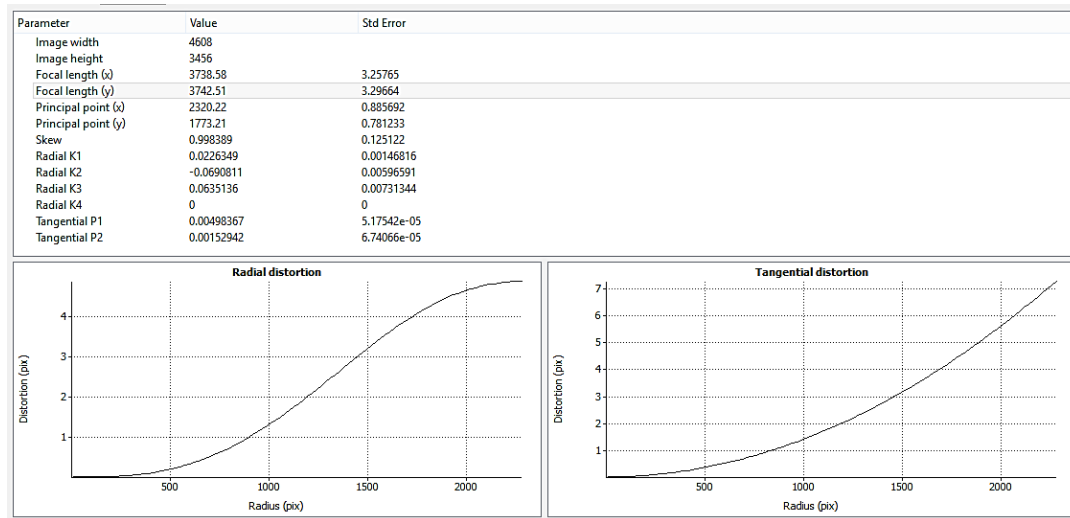 Parameter Value Std Error
Image width 4608
Image height 3456
Focal length (x) 3738.58 3.25765
Focal length (y) 3742.51 3.29664
Principal point (x) 2320.22 0.885692
Principal point (y) 1773.21 0.781233
Skew 0.998389 0.125122
Radial K1 0.0226349 0.00146816
Radial K2 -0.0690811 0.00596591
Radial K3 0.0635136 0.00731344
Radial K4 0 0
Tangential P1 0.00498367 5.17542e-05
Tangential P2 0.00152942 6.74066e-05
Radial distortion
4
3
2
1
Distortion (pix)
500 1000 1500 2000
Radius (pix)
Tangential distortion
7
6
5
4
3
2
1
Distortion (pix)
500 1000 1500 2000
Radius (pix)